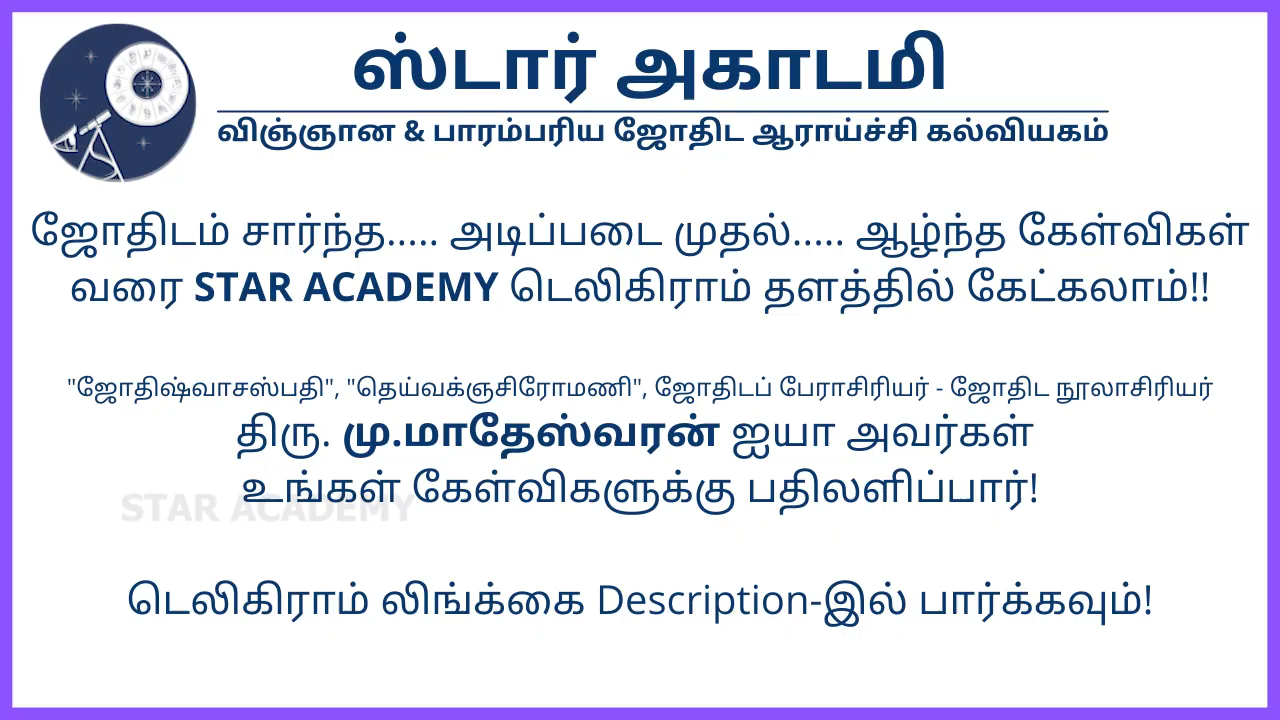 ஸ்டார் அகாடமி
விஞ்ஞான & பாரம்பரிய ஜோதிட ஆராய்ச்சி கல்வியகம்
ஜோதிடம் சார்ந்த..... அடிப்படை முதல்..... ஆழ்ந்த கேள்விகள்
வரை STAR ACADEMY டெலிகிராம் தளத்தில் கேட்கலாம்!!
"ஜோதிஷ்வாசஸ்பதி", "தெய்வக்ஞசிரோமணி", ஜோதிடப் பேராசிரியர் - ஜோதிட நூலாசிரியர்
திரு. மு.மாதேஸ்வரன் ஐயா அவர்கள்
உங்கள் கேள்விகளுக்கு பதிலளிப்பார்!
STAR ACADEMY
டெலிகிராம் லிங்க்கை Description-இல் பார்க்கவும்!